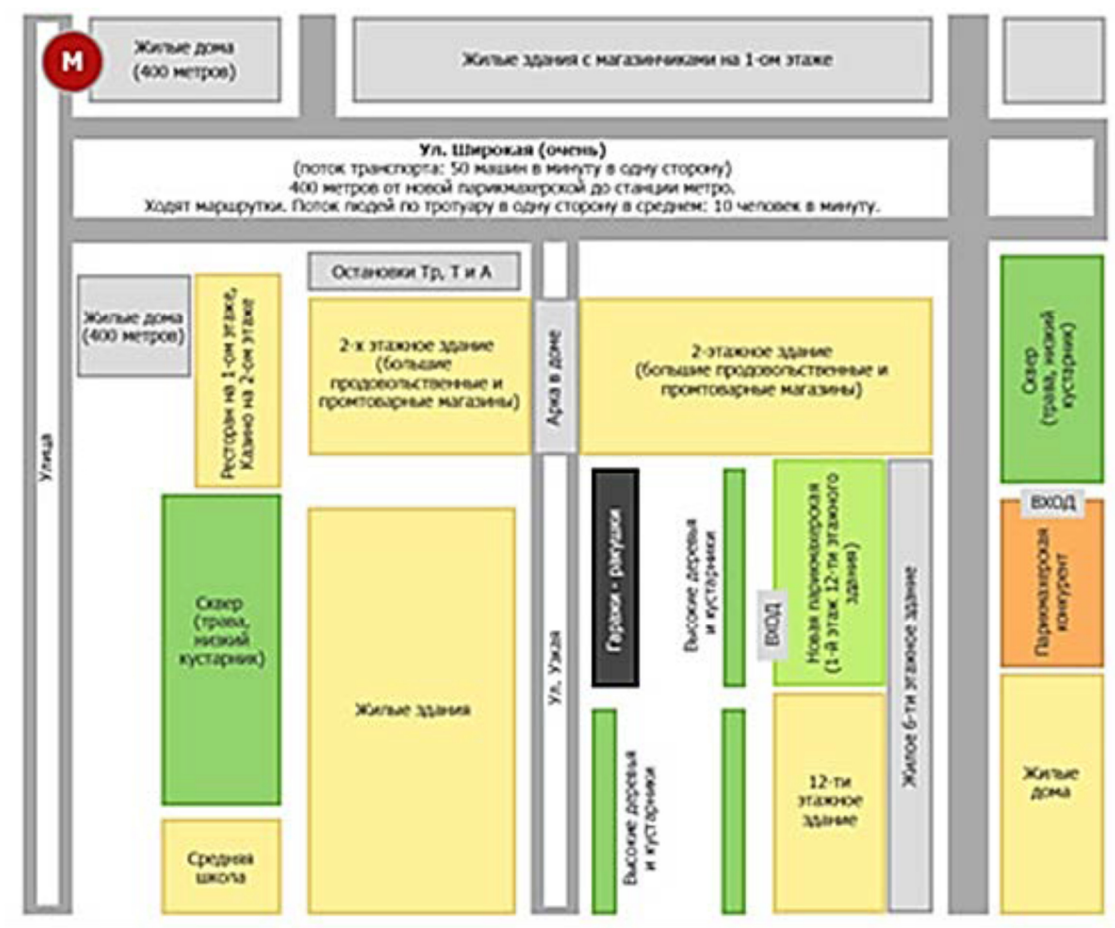 М
Жилые дома
(400 метров)
Жилые здания с магазинчиками на 1-ом этаже
Ул. Широкая (очень)
(поток транспорта: 50 машин в минуту в одну сторону)
400 метров от новой парикмахерской до станции метро.
Ходят маршрутки. Поток людей по тротуару в одну сторону в среднем: 10 человек в минуту.
Остановки Тр, Т и А
Жилые дома
(400 метров)
Ресторан на 1-ом этаже,
Казино на 2-ом этаже
2-х этажное здание
(большие
продовольственные и
промтоварные магазины)
Арка в доме
2-этажное здание
(большие продовольственные и
промтоварные магазины)
Сквер
(трава, низкий
кустарник)
Улица
ВХОД
Парикмахерская
конкурент
Сквер
(трава,
низкий
кустарник)
Жилые здания
Ул. Узкая
Гаражи - ракушки
Высокие деревья
и кустарники
ВХОД
Новая парикмахерская
(1-й этаж 12-ти этажного
здания)
Жилое 6-ти этажное здание
Высокие деревья
и кустарники
12-ти
этажное
здание
Жилые
дома
Средняя
школа